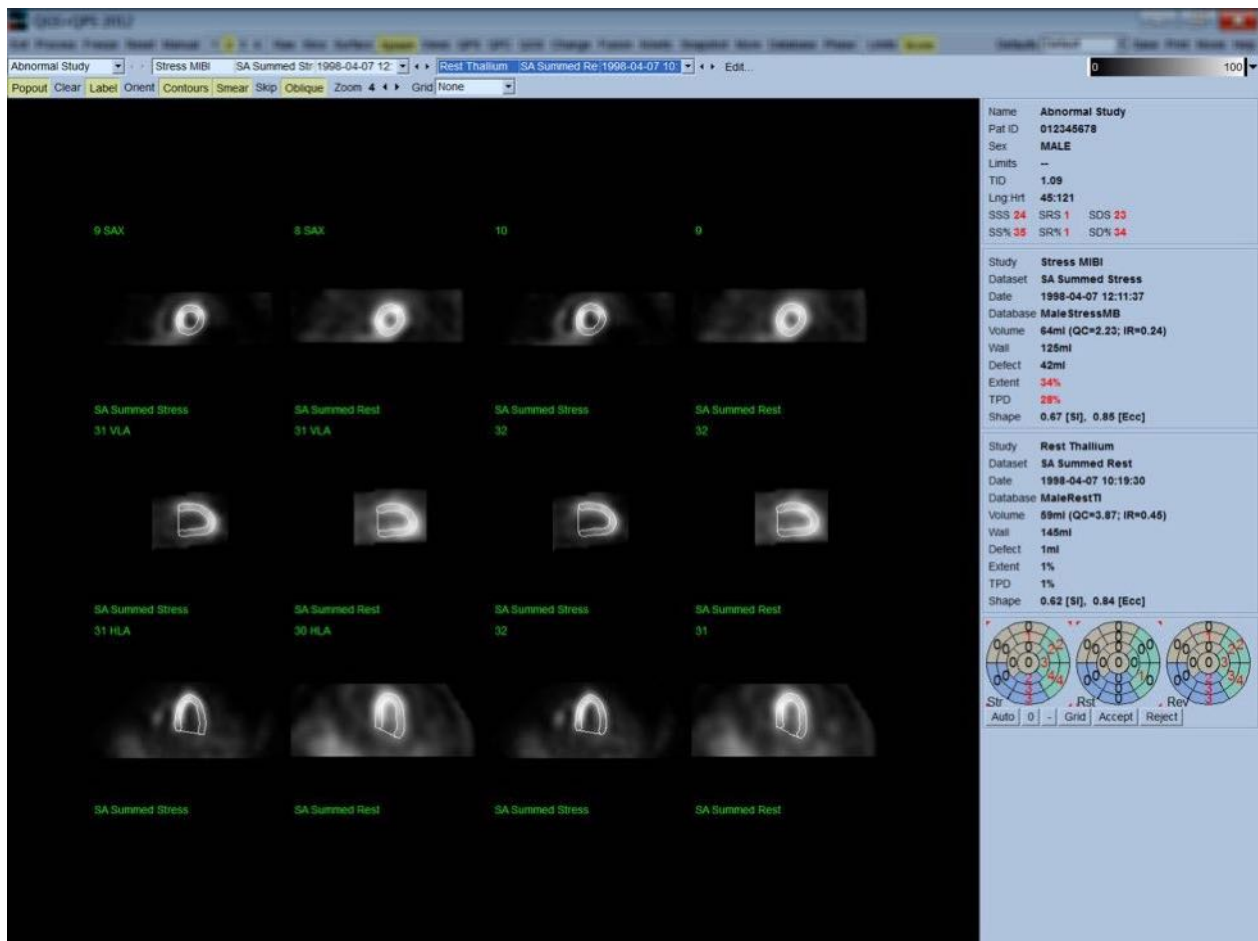 QGS+QPS 2012
Abnormal Study Stress MIBI SA Summed Str 1998-04-07 12: Rest Thallium SA Summed Re 1998-04-07 10: Edit... 0 100
Popout Clear Label Orient Contours Smear Skip Oblique Zoom 4 Grid None
9 SAX 8 SAX 10 9
SA Summed Stress SA Summed Rest SA Summed Stress SA Summed Rest
31 VLA 31 VLA 32 32
SA Summed Stress SA Summed Rest SA Summed Stress SA Summed Rest
31 HLA 30 HLA 32 31
SA Summed Stress SA Summed Rest SA Summed Stress SA Summed Rest
Name Abnormal Study
Pat ID 012345678
Sex MALE
Limits --
TID 1.09
Lng:Hrt 45:121
SSS 24 SRS 1 SDS 23
SS% 35 SR% 1 SD% 34
Study Stress MIBI
Dataset SA Summed Stress
Date 1998-04-07 12:11:37
Database MaleStressMB
Volume 64ml (QC=2.23; IR=0.24)
Wall 125ml
Defect 42ml
Extent 34%
TPD 28%
Shape 0.67 [SI], 0.85 [Ecc]
Study Rest Thallium
Dataset SA Summed Rest
Date 1998-04-07 10:19:30
Database MaleRestTl
Volume 59ml (QC=3.87; IR=0.45)
Wall 145ml
Defect 1ml
Extent 1%
TPD 1%
Shape 0.62 [SI], 0.84 [Ecc]
Str Rst Rev
Auto 0 - Grid Accept Reject